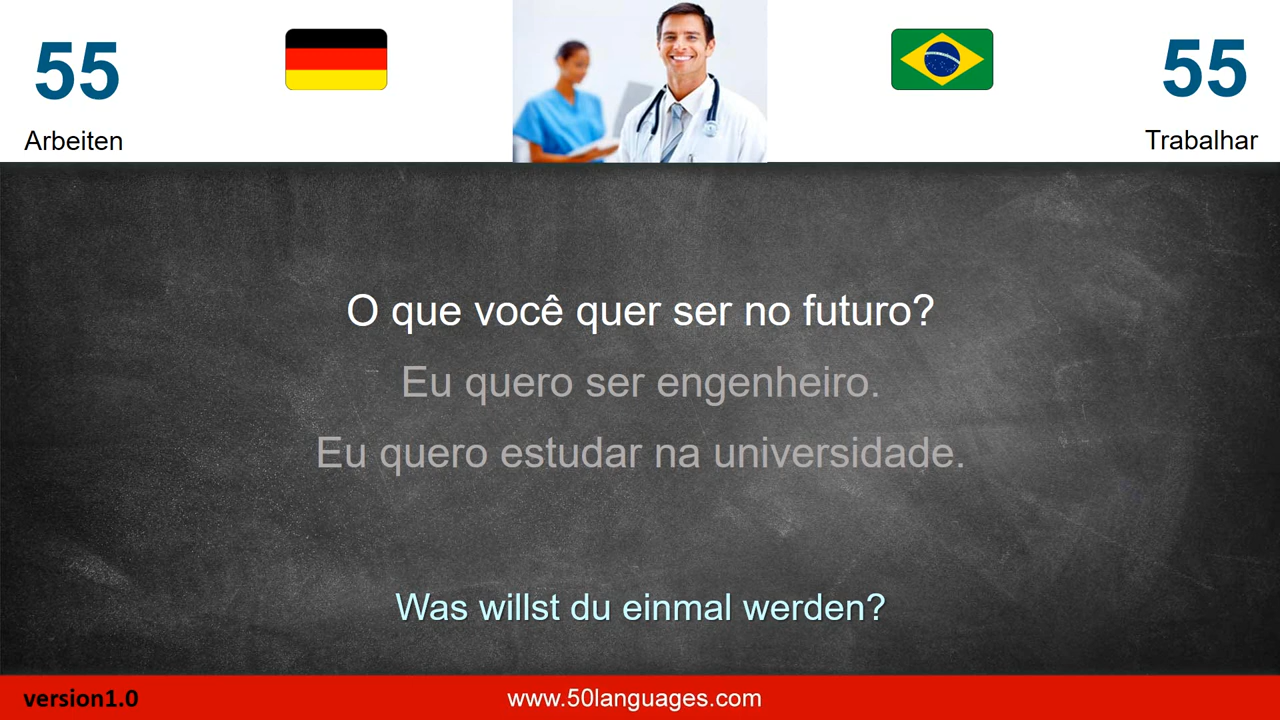 55
55
Arbeiten
Trabalhar
O que você quer ser no futuro?
Eu quero ser engenheiro.
Eu quero estudar na universidade.
Was willst du einmal werden?
version1.0
www.50languages.com